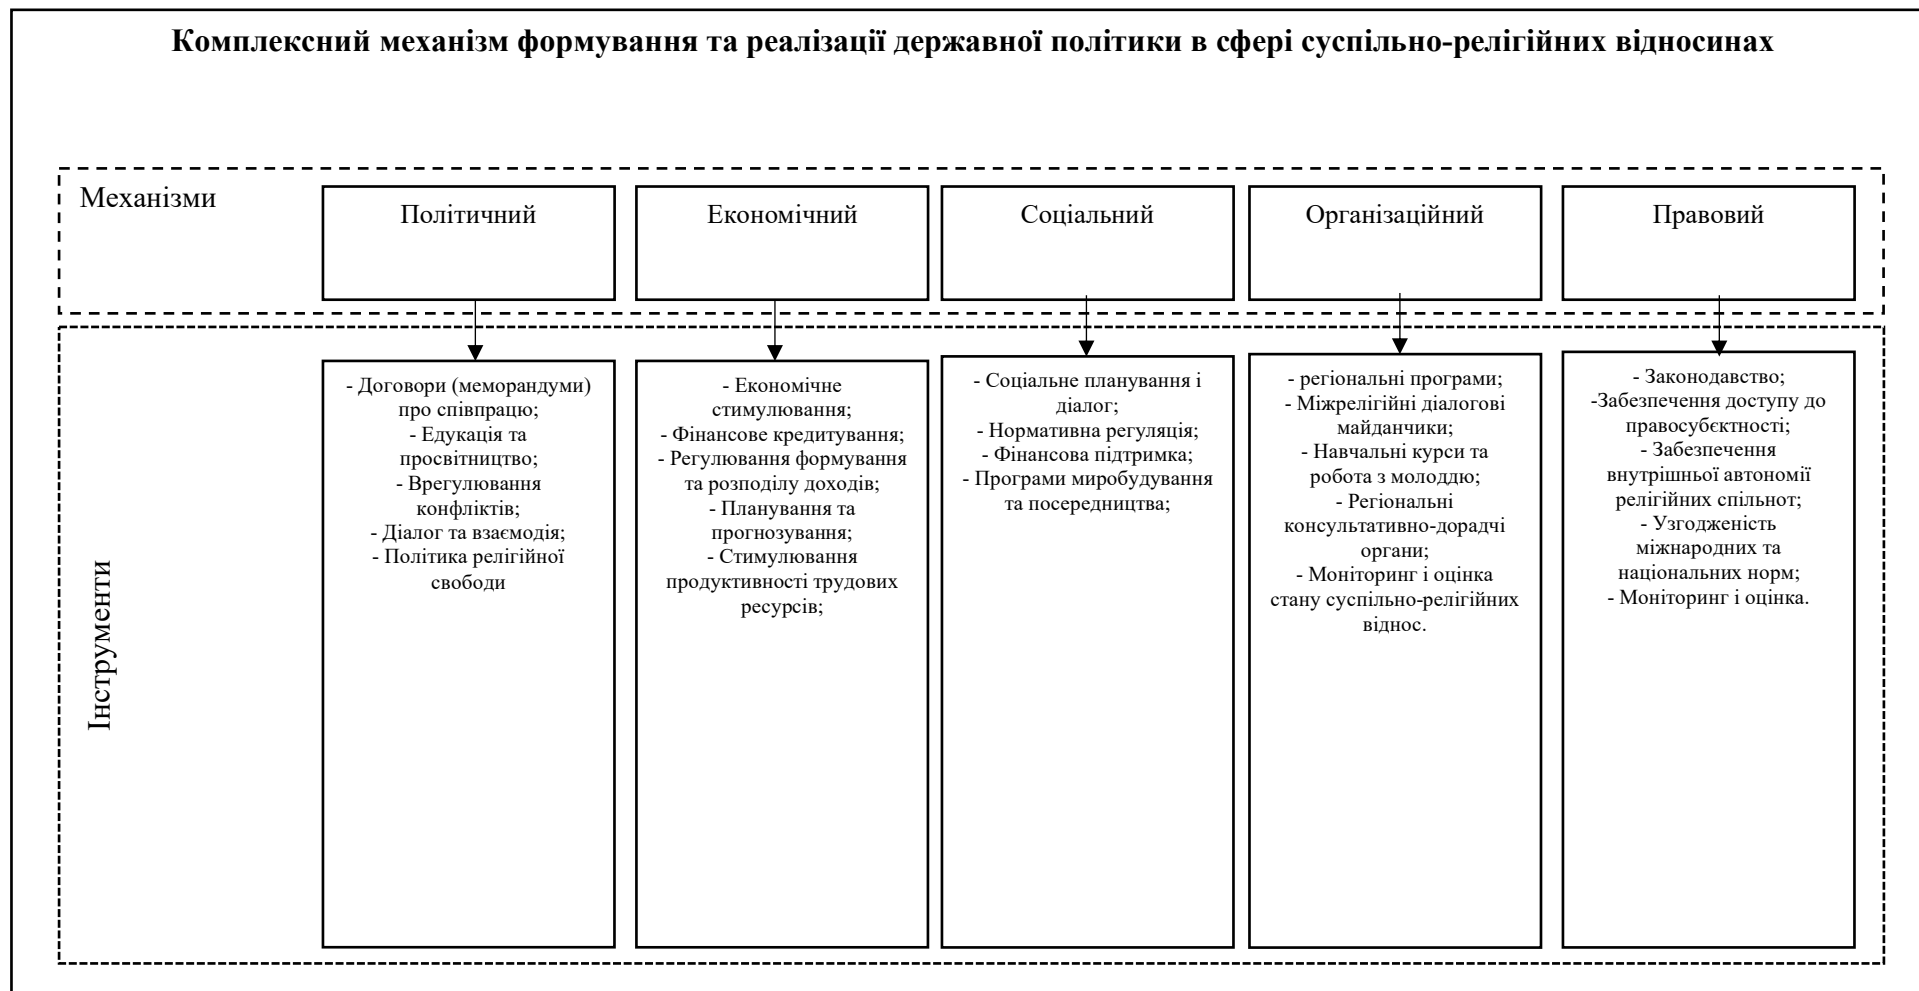 Комплексний механізм формування та реалізації державної політики в сфері суспільно-релігійних відносинах
Механізми
Політичний
Економічний
Соціальний
Організаційний
Правовий
Інструменти
- Договори (меморандуми)
про співпрацю;
- Едукація та
просвітництво;
- Врегулювання
конфліктів;
- Діалог та взаємодія;
- Політика релігійної
свободи
- Економічне
стимулювання;
- Фінансове кредитування;
- Регулювання формування
та розподілу доходів;
- Планування та
прогнозування;
- Стимулювання
продуктивності трудових
ресурсів;
- Соціальне планування і
діалог;
- Нормативна регуляція;
- Фінансова підтримка;
- Програми миробудування
та посередництва;
- регіональні програми;
- Міжрелігійні діалогові
майданчики;
- Навчальні курси та
робота з молоддю;
- Регіональні
консультативно-дорадчі
органи;
- Моніторинг і оцінка
стану суспільно-релігійних
віднос.
- Законодавство;
-Забезпечення доступу до
правосубєктності;
- Забезпечення
внутрішньої автономії
релігійних спільнот;
- Узгодженість
міжнародних та
національних норм;
- Моніторинг і оцінка.